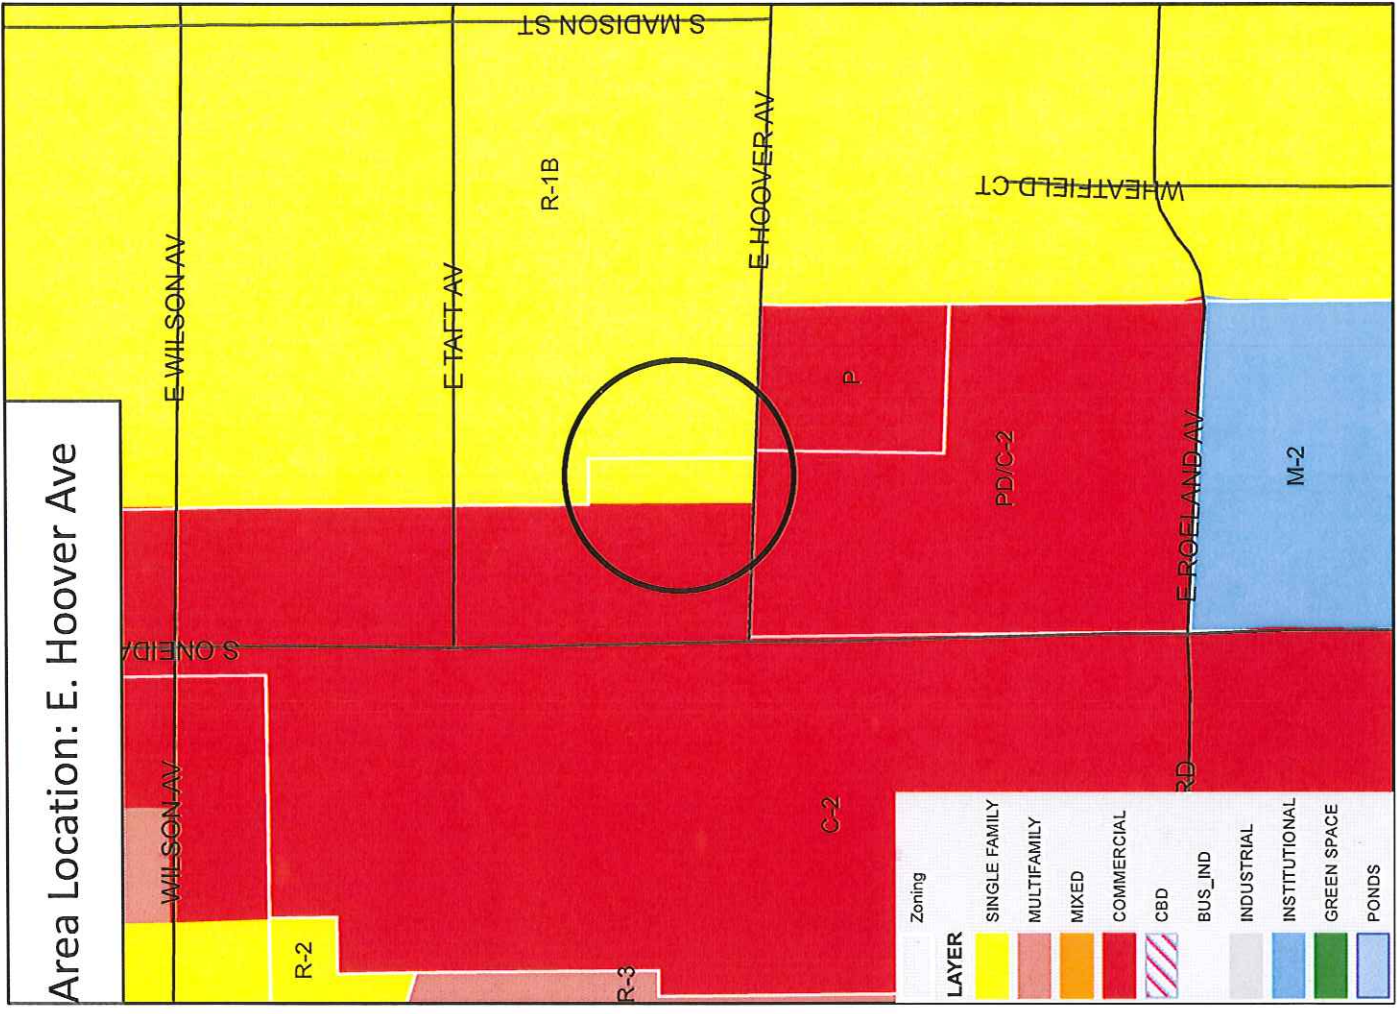 Area Location: E. Hoover Ave
E WILSON AV
WILSON AV
E TAFT AV
E HOOVER AV
E ROELAND AV
RD
S MADISON ST
WHEATFIELD CT
S ONEIDA
R-1B
P
PD/C-2
M-2
C-2
R-2
R-3
Zoning
LAYER
SINGLE FAMILY
MULTIFAMILY
MIXED
COMMERCIAL
CBD
BUS_IND
INDUSTRIAL
INSTITUTIONAL
GREEN SPACE
PONDS